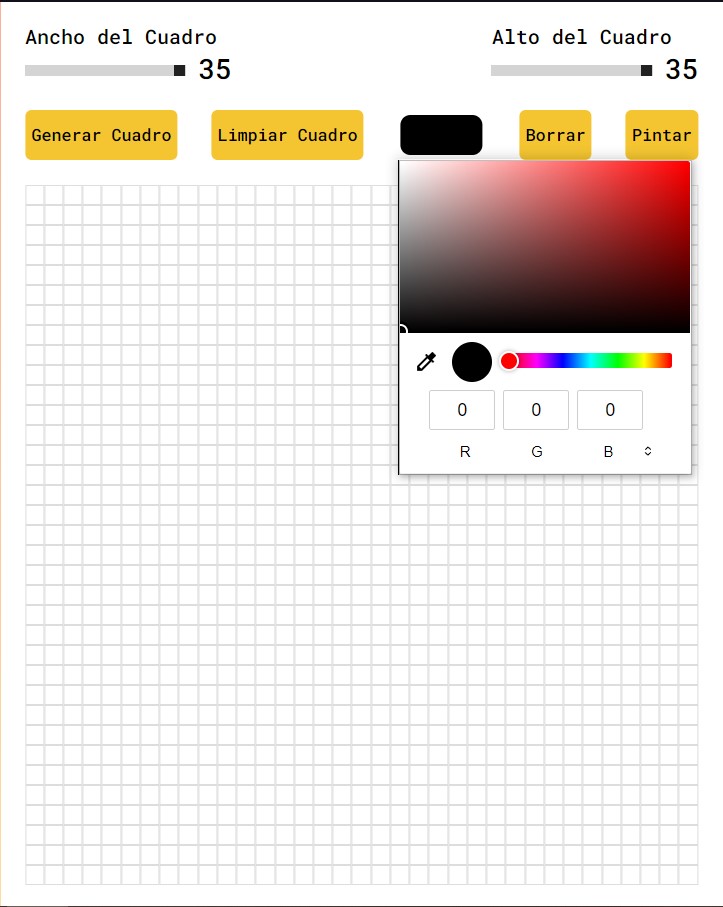 Ancho del Cuadro
35
Alto del Cuadro
35
Generar Cuadro
Limpiar Cuadro
Borrar
Pintar
0
0
0
R
G
B